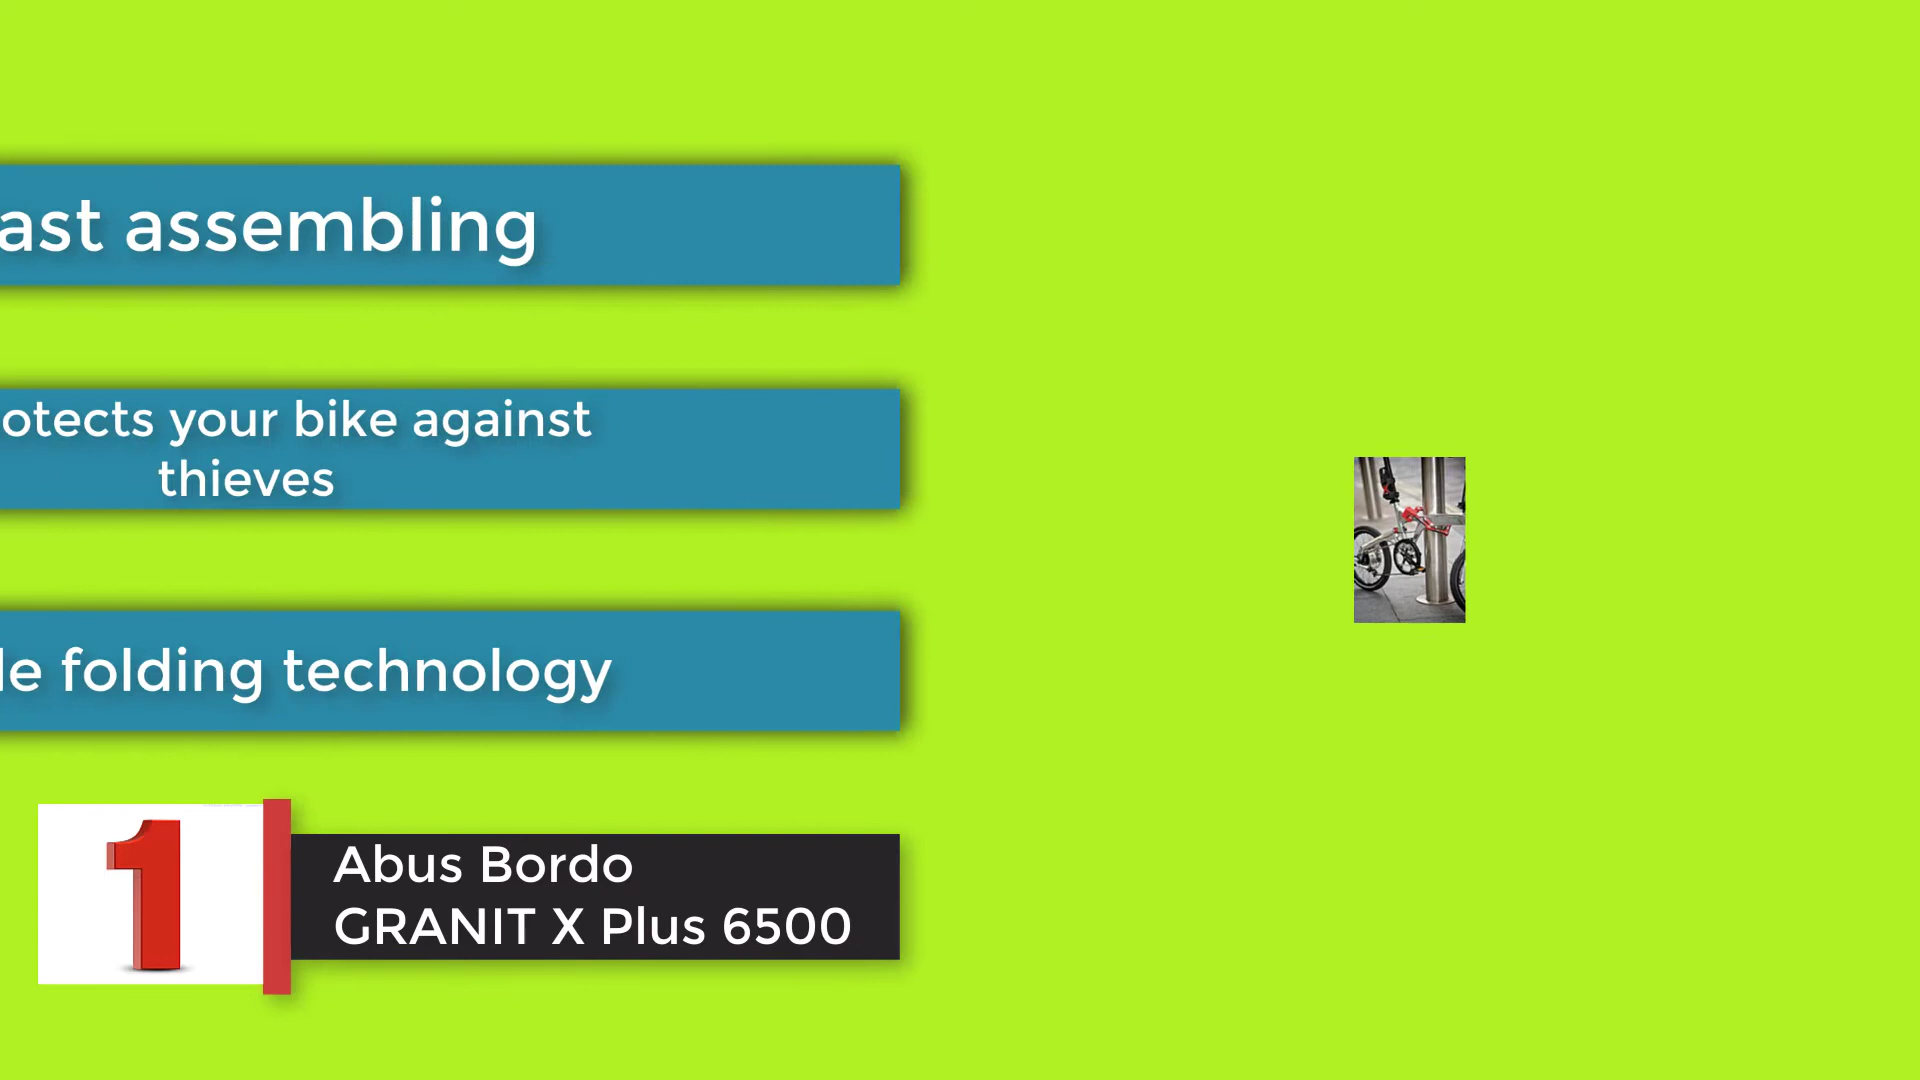 ast assembling
otects your bike against
thieves
le folding technology
1
Abus Bordo
GRANIT X Plus 6500